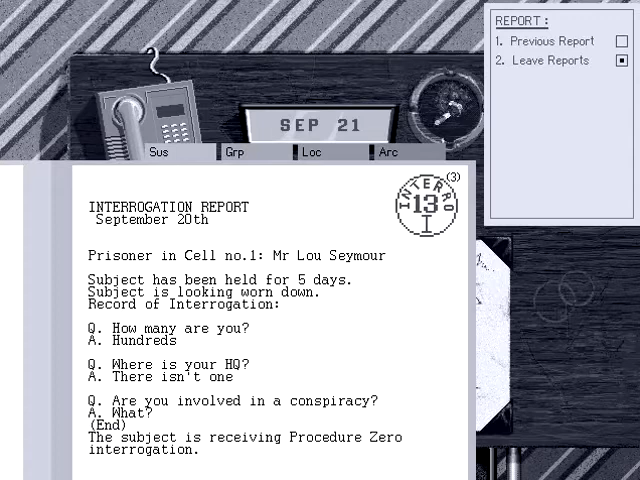 REPORT:
1. Previous Report
2. Leave Reports
SEP 21
Sus Grp Loc Arc
(3)
INTERRO
13
I
INTERROGATION REPORT
September 20th
Prisoner in Cell no.1: Mr Lou Seymour
Subject has been held for 5 days.
Subject is looking worn down.
Record of Interrogation:
Q. How many are you?
A. Hundreds
Q. Where is your HQ?
A. There isn't one
Q. Are you involved in a conspiracy?
A. What?
(End)
The subject is receiving Procedure Zero
interrogation.